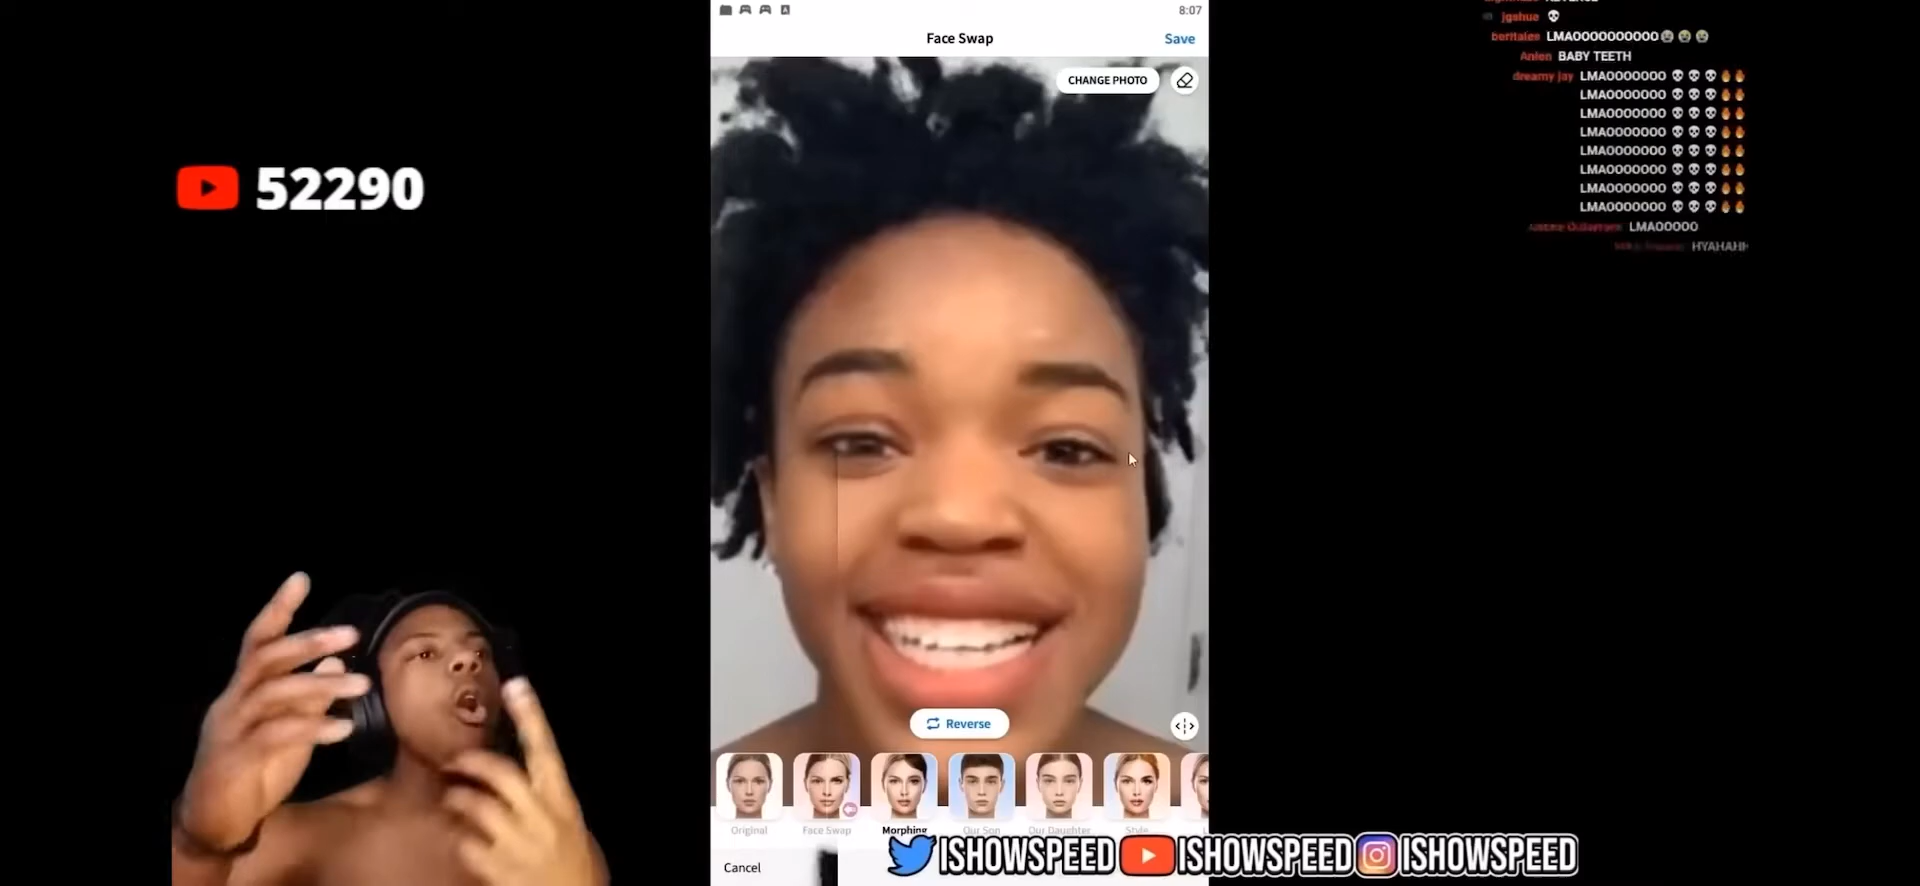 8:07
Face Swap
Save
CHANGE PHOTO
52290
jgshue 💀
LMAOOOOOOOOOO
Anlen BABY TEETH
dreamy jay LMAOOOOOOO 💀 💀 💀 🔥🔥
LMAOOOOOOO 💀 💀 💀 🔥🔥
LMAOOOOOOO 💀 💀 💀 🔥🔥
LMAOOOOOOO 💀 💀 💀 🔥🔥
LMAOOOOOOO 💀 💀 💀 🔥🔥
LMAOOOOOOO 💀 💀 💀 🔥🔥
LMAOOOOOOO 💀 💀 💀 🔥🔥
LMAOOOOOOO 💀 💀 💀 🔥🔥
LMAOOOOO
HYAHAH
Reverse
Original
Face Swap
Morphing
Our Son
Our Daughter
Style
Cancel
ISHOWSPEED ISHOWSPEED ISHOWSPEED